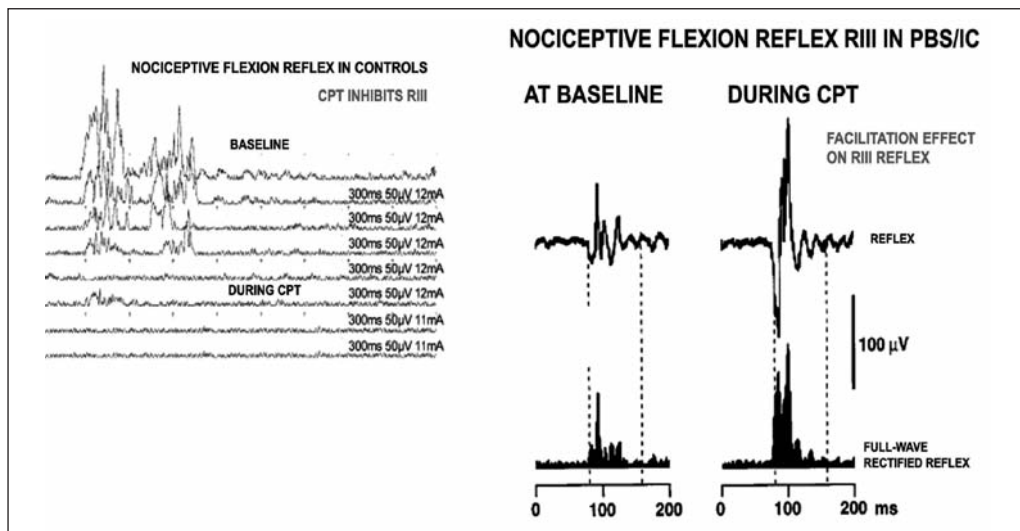 NOCICEPTIVE FLEXION REFLEX IN CONTROLS
CPT INHIBITS RIII
BASELINE
300ms 50µV 12mA
300ms 50µV 12mA
300ms 50µV 12mA
300ms 50µV 12mA
DURING CPT
300ms 50µV 12mA
300ms 50µV 11mA
300ms 50µV 11mA
NOCICEPTIVE FLEXION REFLEX RIII IN PBS/IC
AT BASELINE
DURING CPT
FACILITATION EFFECT
ON RIII REFLEX
REFLEX
100 µV
FULL-WAVE
RECTIFIED REFLEX
0 100 200
0 100 200 ms